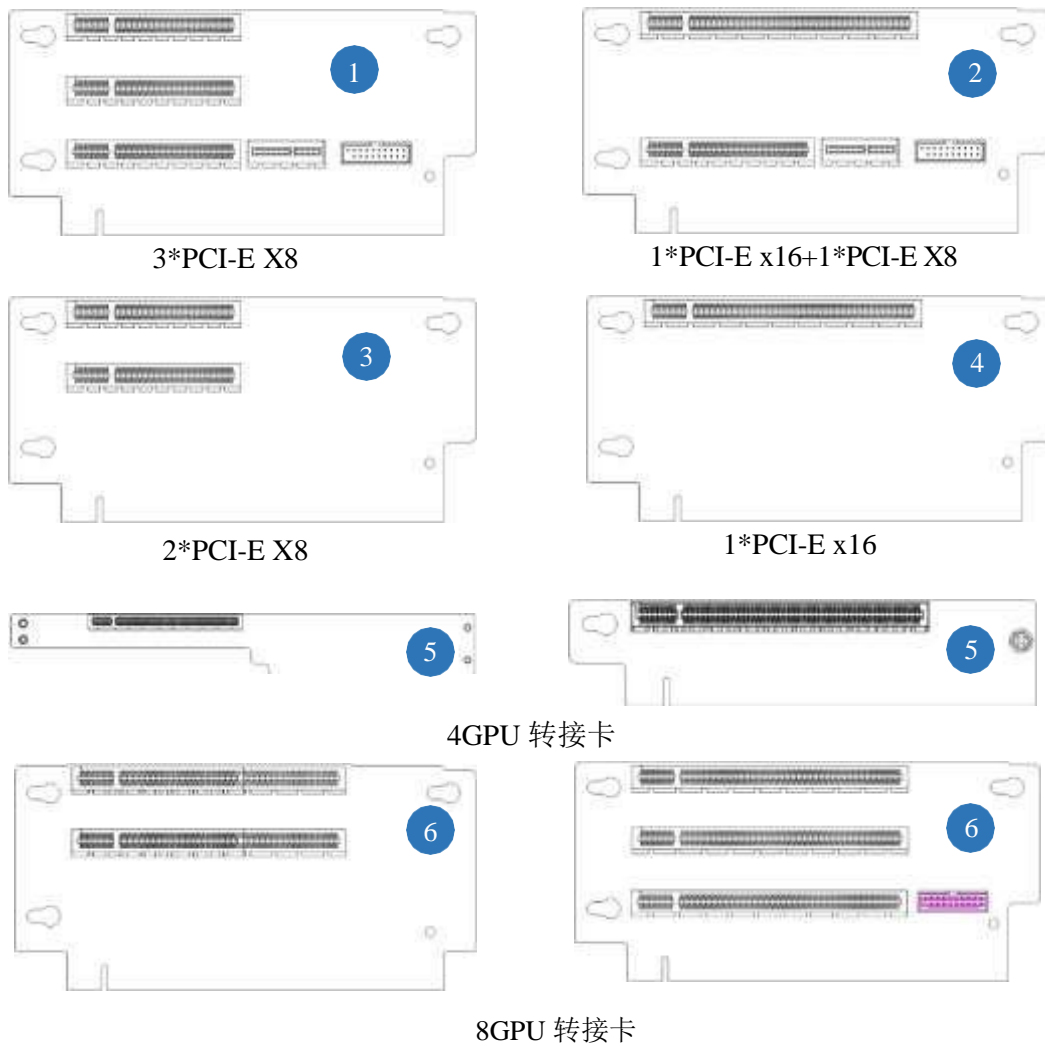 1
2
3*PCI-E X8
1*PCI-E x16+1*PCI-E X8
3
4
2*PCI-E X8
1*PCI-E x16
5
5
4GPU 转接卡
6
6
8GPU 转接卡